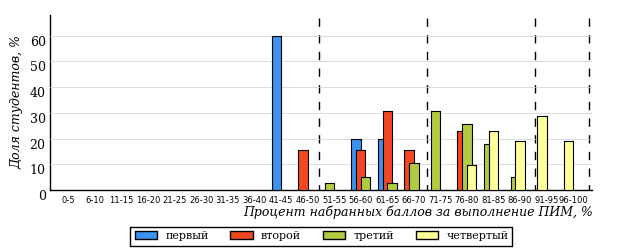 Доля студентов, %
60
50
40
30
20
10
0
0-5 6-10 11-15 16-20 21-25 26-30 31-35 36-40 41-45 46-50 51-55 56-60 61-65 66-70 71-75 76-80 81-85 86-90 91-95 96-100
Процент набранных баллов за выполнение ПИМ, %
первый второй третий четвертый